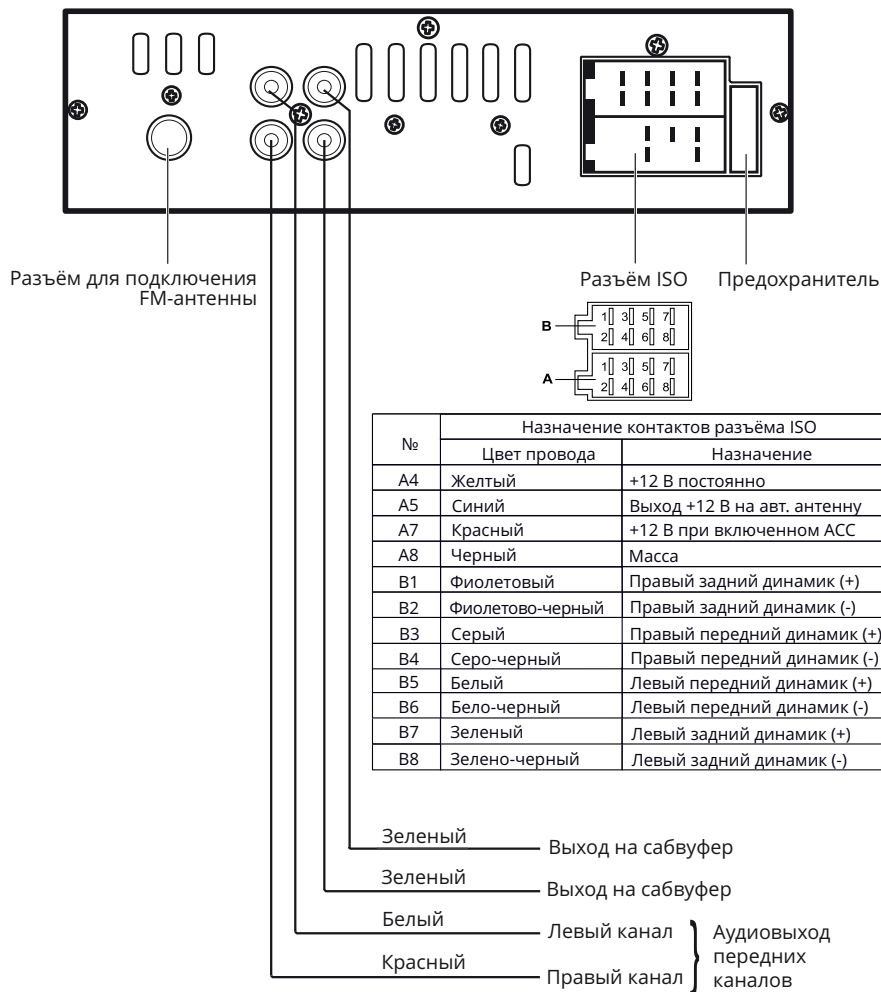 Разъём для подключения
FM-антенны
Разъём ISO
Предохранитель
B
1 3 5 7
2 4 6 8
A
1 3 5 7
2 4 6 8
№ Назначение контактов разъёма ISO
Цвет провода Назначение
A4 Желтый +12 В постоянно
A5 Синий Выход +12 В на авт. антенну
A7 Красный +12 В при включенном ACC
A8 Черный Масса
B1 Фиолетовый Правый задний динамик (+)
B2 Фиолетово-черный Правый задний динамик (-)
B3 Серый Правый передний динамик (+)
B4 Серо-черный Правый передний динамик (-)
B5 Белый Левый передний динамик (+)
B6 Бело-черный Левый передний динамик (-)
B7 Зеленый Левый задний динамик (+)
B8 Зелено-черный Левый задний динамик (-)
Зеленый Выход на сабвуфер
Зеленый Выход на сабвуфер
Белый Левый канал
Красный Правый канал
Аудиовыход
передних
каналов